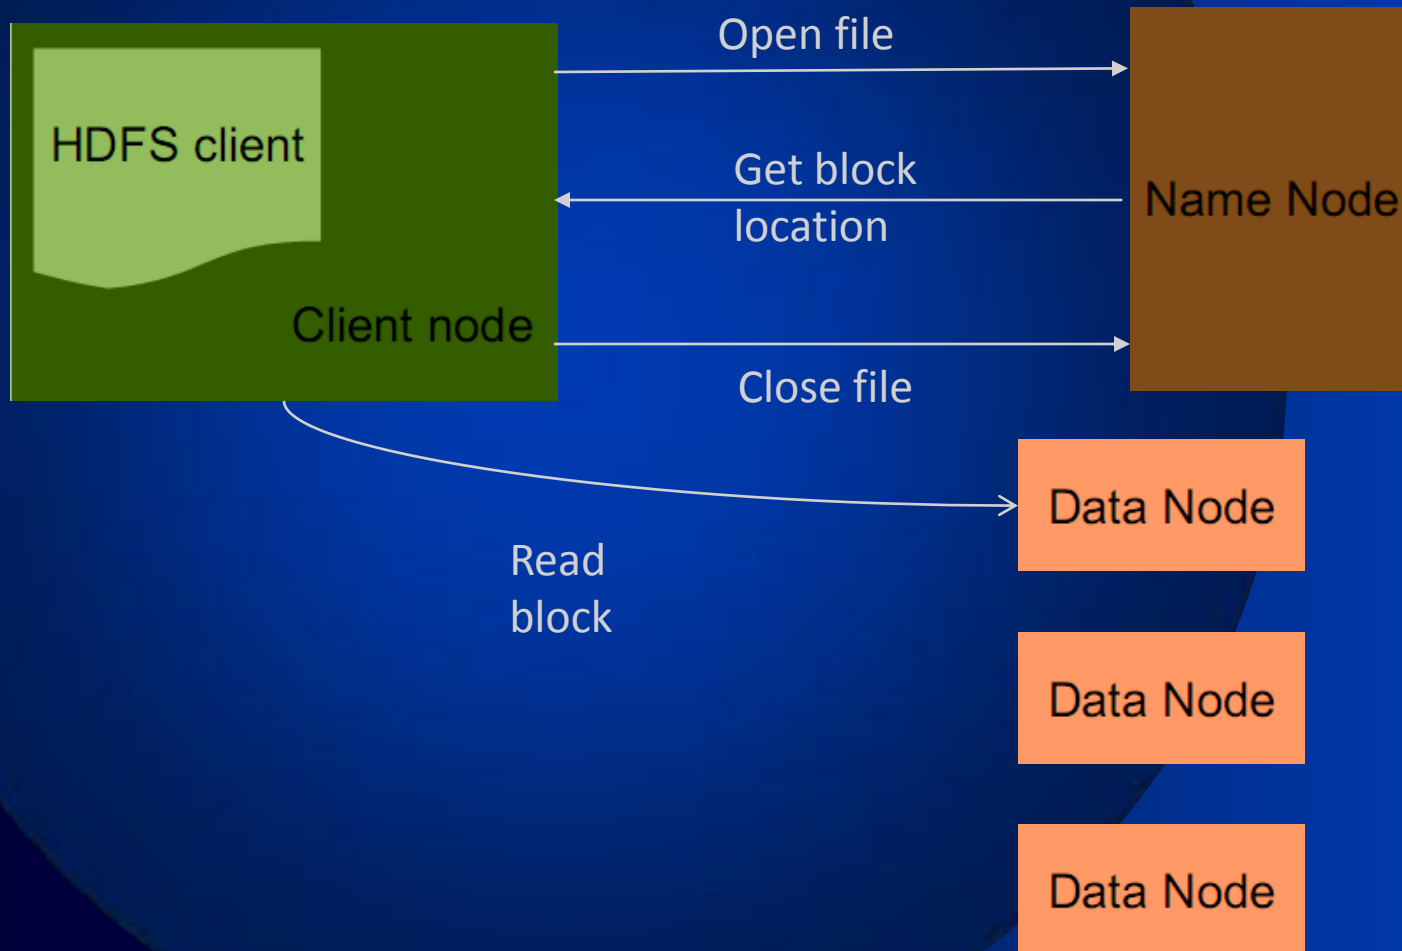 Open file
HDFS client
Get block
location
Name Node
Client node
Close file
Data Node
Read
block
Data Node
Data Node